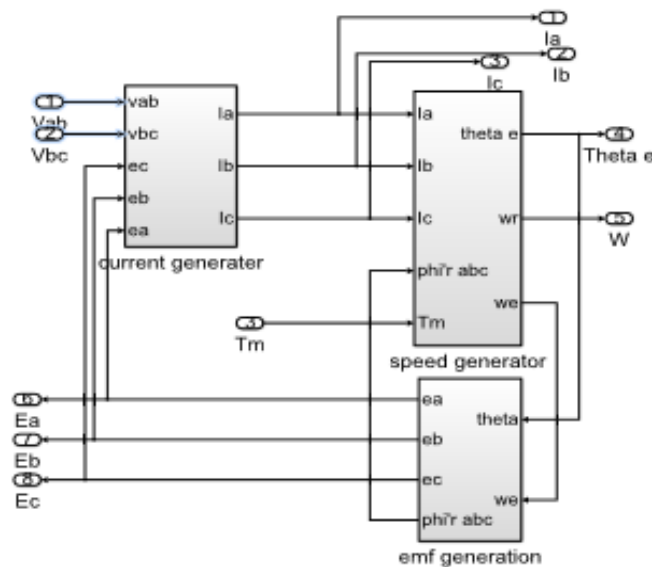 1
Ia
2
Ib
3
Ic
1
Vab
2
Vbc
vab
vbc
ec
eb
ea
Ia
Ib
Ic
current generater
Ia
Ib
Ic
phi'r abc
Tm
theta e
wr
we
speed generator
4
Theta e
5
W
3
Tm
6
Ea
7
Eb
8
Ec
ea
eb
ec
phi'r abc
theta
we
emf generation